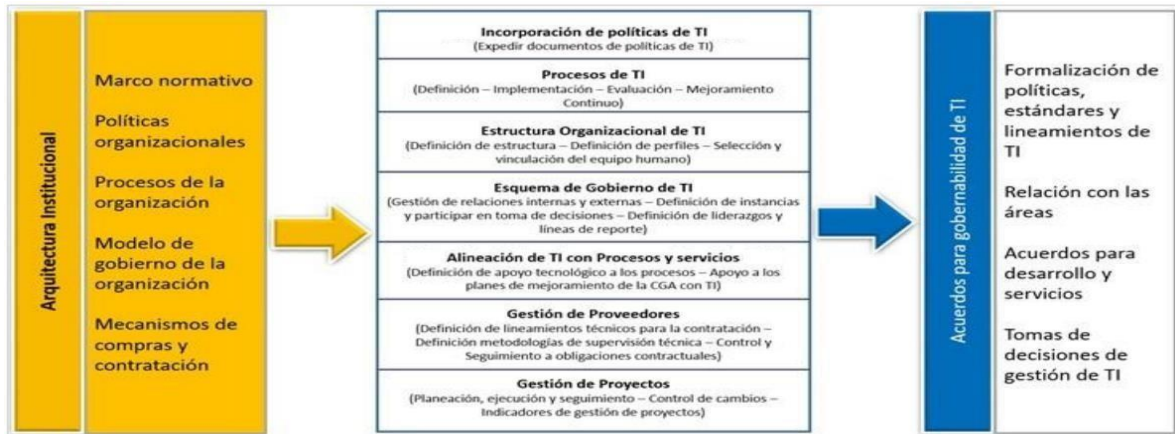 Arquitectura Institucional
Marco normativo
Políticas
organizacionales
Procesos de la
organización
Modelo de
gobierno de la
organización
Mecanismos de
compras y
contratación
Incorporación de políticas de TI
(Expedir documentos de políticas de TI)
Procesos de TI
(Definición – Implementación – Evaluación – Mejoramiento
Continuo)
Estructura Organizacional de TI
(Definición de estructura – Definición de perfiles – Selección y
vinculación del equipo humano)
Esquema de Gobierno de TI
(Gestión de relaciones internas y externas – Definición de instancias
y participar en toma de decisiones – Definición de liderazgos y
líneas de reporte)
Alineación de TI con Procesos y servicios
(Definición de apoyo tecnológico a los procesos – Apoyo a los
planes de mejoramiento de la CGA con TI)
Gestión de Proveedores
(Definición de lineamientos técnicos para la contratación –
Definición metodologías de supervisión técnica – Control y
Seguimiento a obligaciones contractuales)
Gestión de Proyectos
(Planeación, ejecución y seguimiento – Control de cambios –
Indicadores de gestión de proyectos)
Acuerdos para gobernabilidad de TI
Formalización de
políticas,
estándares y
lineamientos de
TI
Relación con las
áreas
Acuerdos para
desarrollo y
servicios
Tomas de
decisiones de
gestión de TI